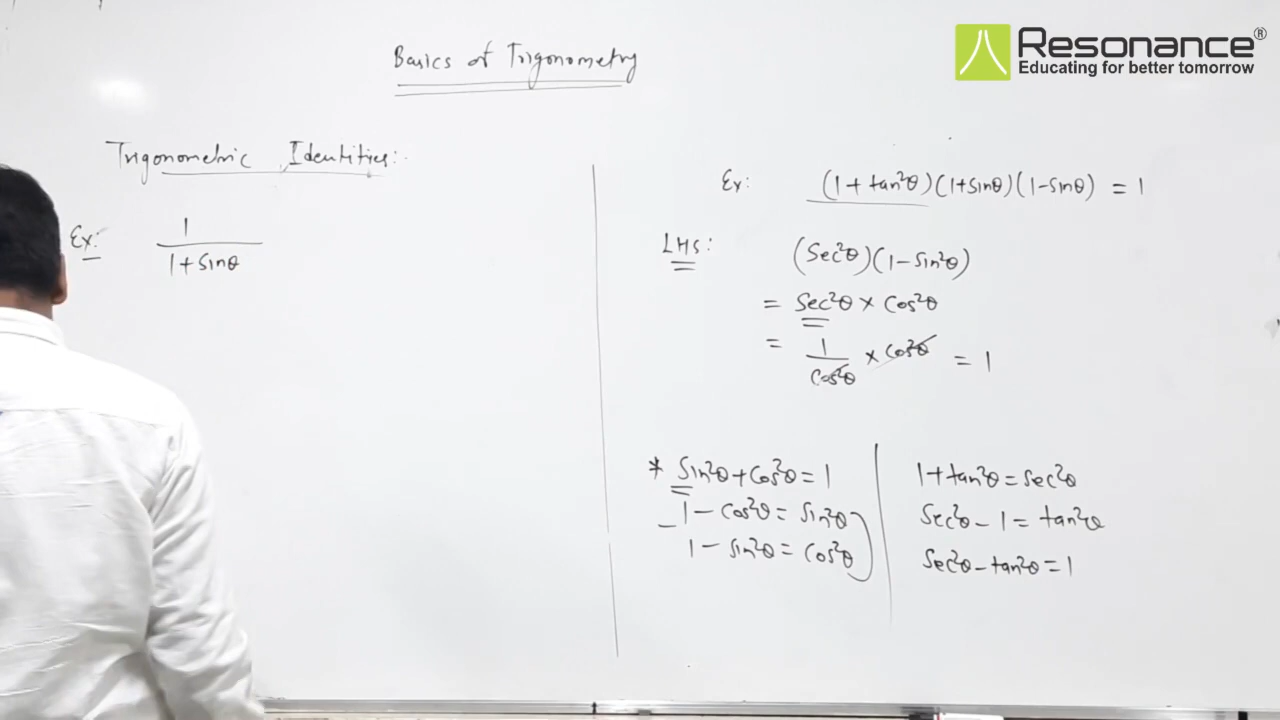 Resonance®
Educating for better tomorrow
Basics of Trigonometry
Trigonometric Identities:
Ex: 1/(1+sinθ)
Ex: (1+tan²θ)(1+sinθ)(1-sinθ) = 1
LHS: (Sec²θ)(1-Sin²θ)
= Sec²θ × Cos²θ
= 1/Cos²θ × Cos²θ = 1
* Sin²θ+Cos²θ=1
1-Cos²θ=Sin²θ
1-Sin²θ=Cos²θ
1+tan²θ=Sec²θ
Sec²θ-1=tan²θ
Sec²θ-tan²θ=1